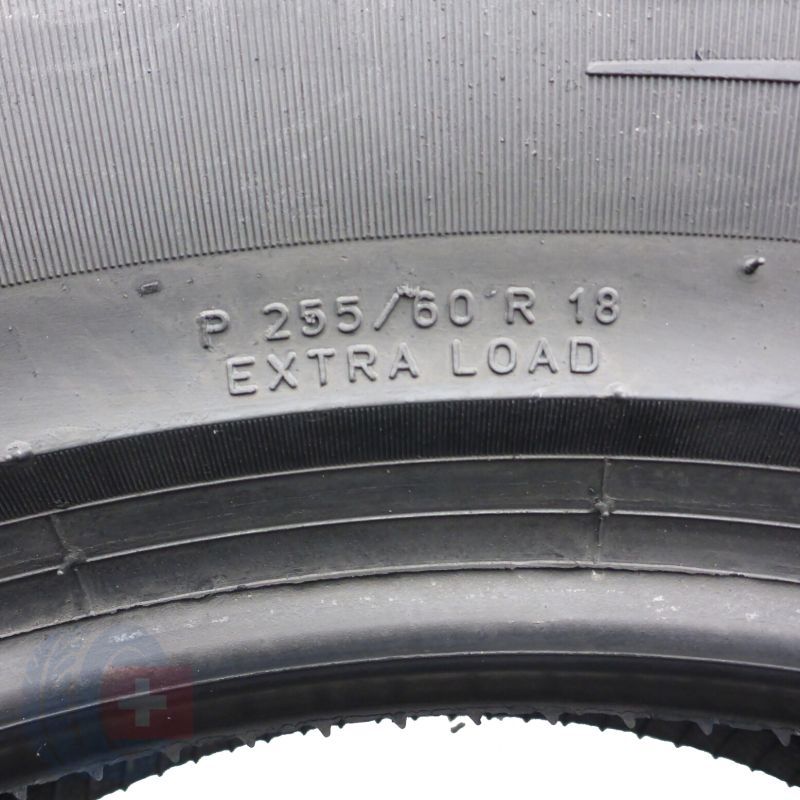 P 255/60 R 18
EXTRA LOAD